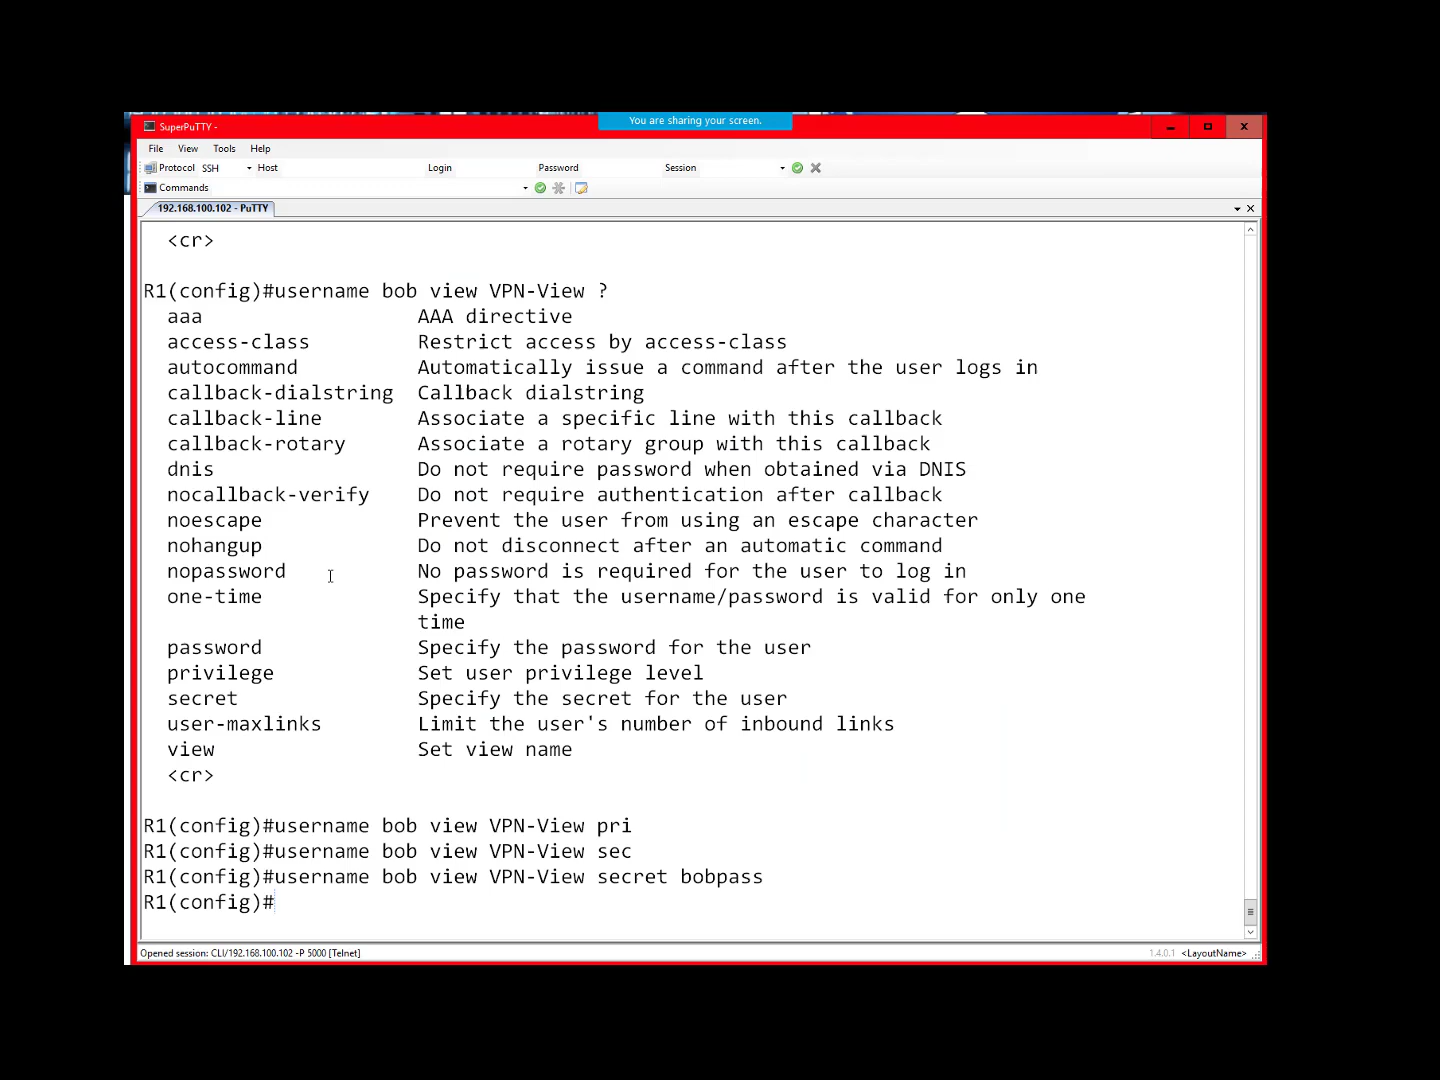 You are sharing your screen.
SuperPuTTY -
File View Tools Help
Protocol SSH Host Login Password Session
Commands
192.168.100.102 - PuTTY
<cr>
R1(config)#username bob view VPN-View ?
aaa AAA directive
access-class Restrict access by access-class
autocommand Automatically issue a command after the user logs in
callback-dialstring Callback dialstring
callback-line Associate a specific line with this callback
callback-rotary Associate a rotary group with this callback
dnis Do not require password when obtained via DNIS
nocallback-verify Do not require authentication after callback
noescape Prevent the user from using an escape character
nohangup Do not disconnect after an automatic command
nopassword No password is required for the user to log in
one-time Specify that the username/password is valid for only one
time
password Specify the password for the user
privilege Set user privilege level
secret Specify the secret for the user
user-maxlinks Limit the user's number of inbound links
view Set view name
<cr>
R1(config)#username bob view VPN-View pri
R1(config)#username bob view VPN-View sec
R1(config)#username bob view VPN-View secret bobpass
R1(config)#
Opened session: CLI/192.168.100.102 -P 5000 [Telnet] 1.4.0.1 <LayoutName>